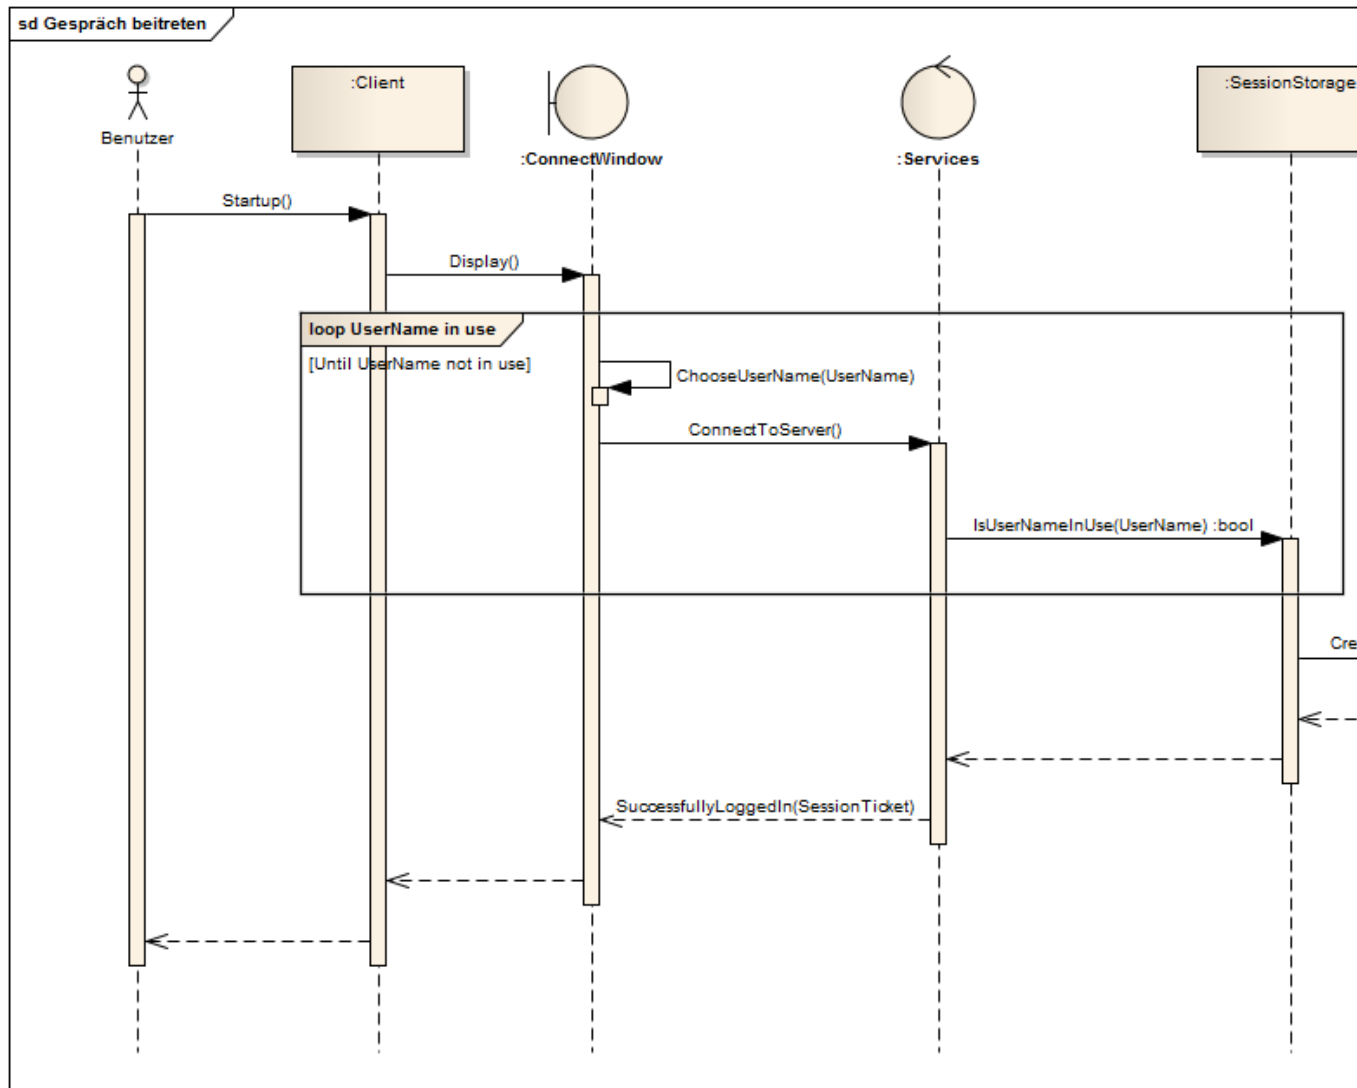 sd Gespräch beitreten
Benutzer
:Client
:ConnectWindow
:Services
:SessionStorage
Startup()
Display()
loop UserName in use
[Until UserName not in use]
ChooseUserName(UserName)
ConnectToServer()
IsUserNameInUse(UserName) :bool
Cre
SuccessfullyLoggedIn(SessionTicket)